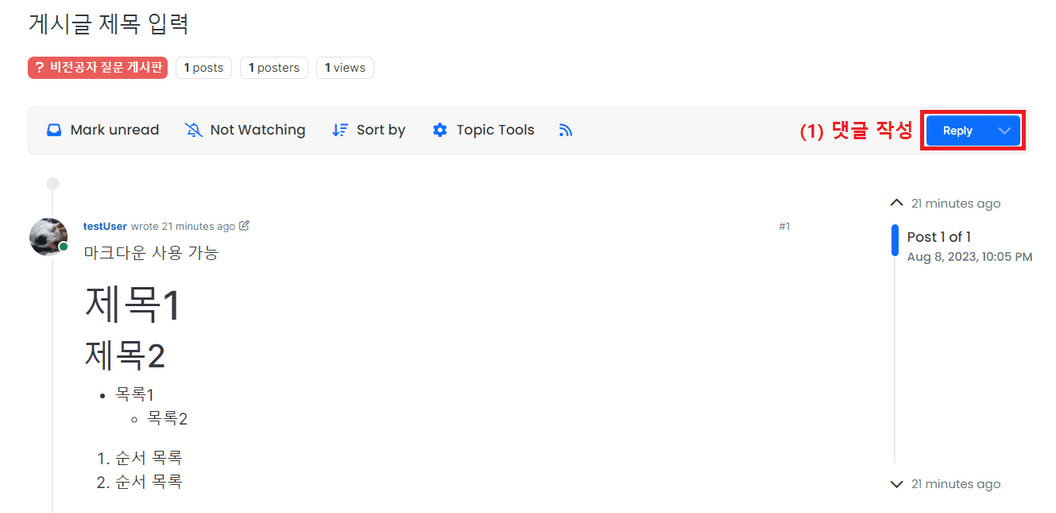 게시글 제목 입력
? 비전공자 질문 게시판 1 posts 1 posters 1 views
Mark unread Not Watching Sort by Topic Tools (1) 댓글 작성 Reply
testUser wrote 21 minutes ago #1
마크다운 사용 가능
제목1
제목2
• 목록1
◦ 목록2
1. 순서 목록
2. 순서 목록
21 minutes ago
Post 1 of 1
Aug 8, 2023, 10:05 PM
21 minutes ago